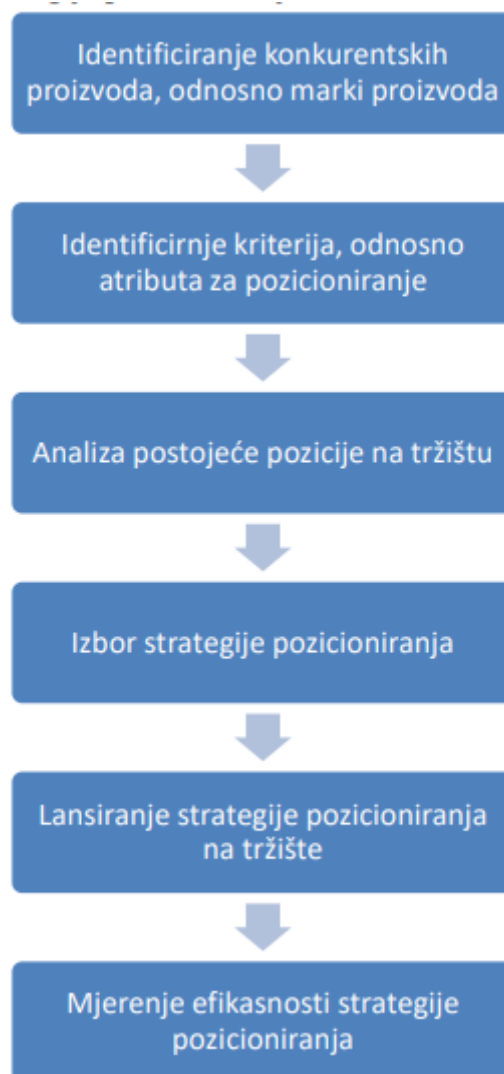 Identificiranje konkurentskih
proizvoda, odnosno marki proizvoda
Identificirnje kriterija, odnosno
atributa za pozicioniranje
Analiza postojeće pozicije na tržištu
Izbor strategije pozicioniranja
Lansiranje strategije pozicioniranja
na tržište
Mjerenje efikasnosti strategije
pozicioniranja